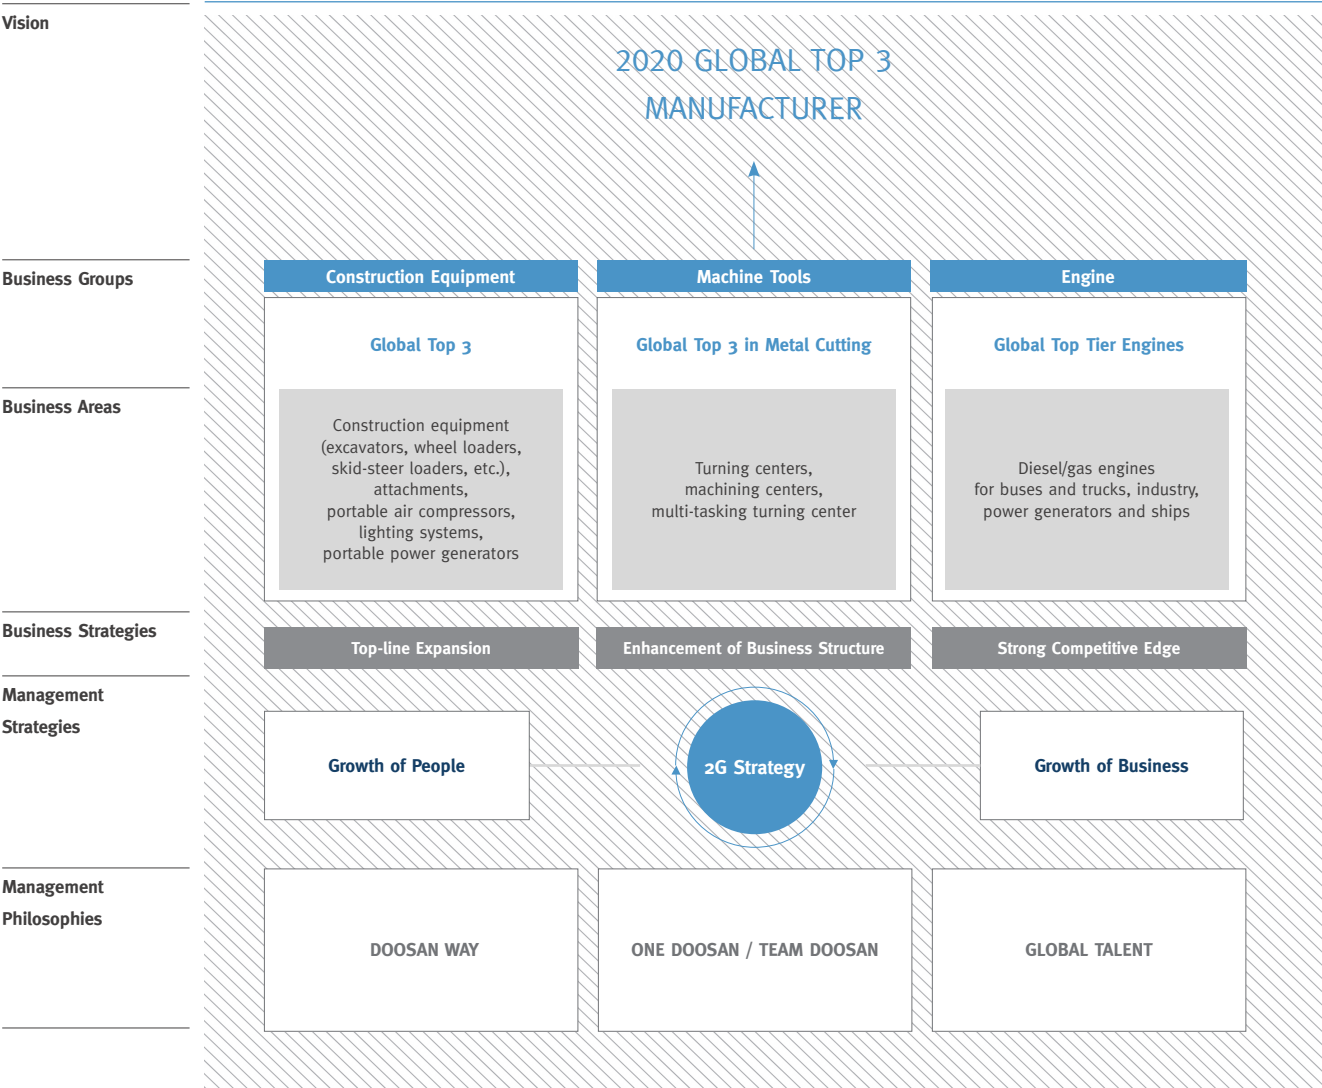 Vision
2020 GLOBAL TOP 3
MANUFACTURER
Business Groups
Construction Equipment
Machine Tools
Engine
Global Top 3
Global Top 3 in Metal Cutting
Global Top Tier Engines
Business Areas
Construction equipment
(excavators, wheel loaders,
skid-steer loaders, etc.),
attachments,
portable air compressors,
lighting systems,
portable power generators
Turning centers,
machining centers,
multi-tasking turning center
Diesel/gas engines
for buses and trucks, industry,
power generators and ships
Business Strategies
Top-line Expansion
Enhancement of Business Structure
Strong Competitive Edge
Management
Strategies
Growth of People
2G Strategy
Growth of Business
Management
Philosophies
DOOSAN WAY
ONE DOOSAN / TEAM DOOSAN
GLOBAL TALENT